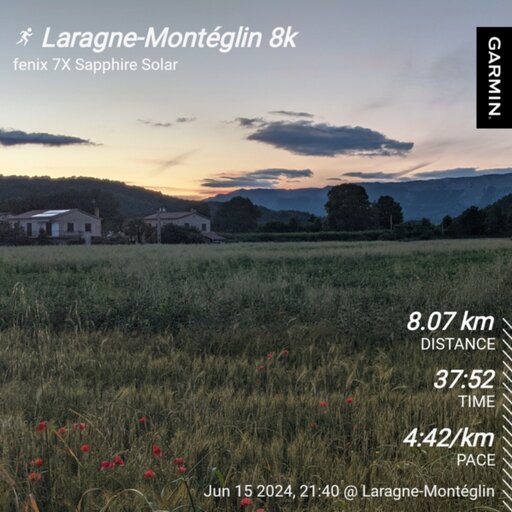 Laragne-Montéglin 8k
fenix 7X Sapphire Solar
GARMIN.
8.07 km
DISTANCE
37:52
TIME
4:42/km
PACE
Jun 15 2024, 21:40 @ Laragne-Montéglin